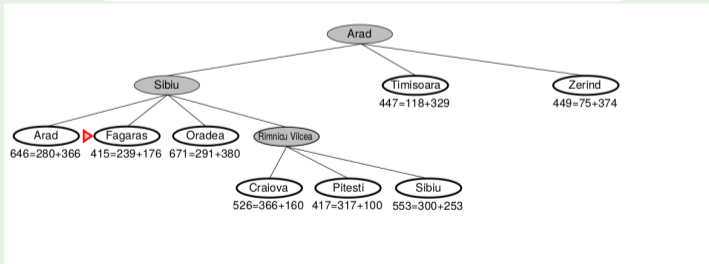 Arad
Sibiu
Timisoara
Zerind
447=118+329
449=75+374
Arad
Fagaras
Oradea
Rimnicu Vilcea
646=280+366
415=239+176
671=291+380
Craiova
Pitesti
Sibiu
526=366+160
417=317+100
553=300+253